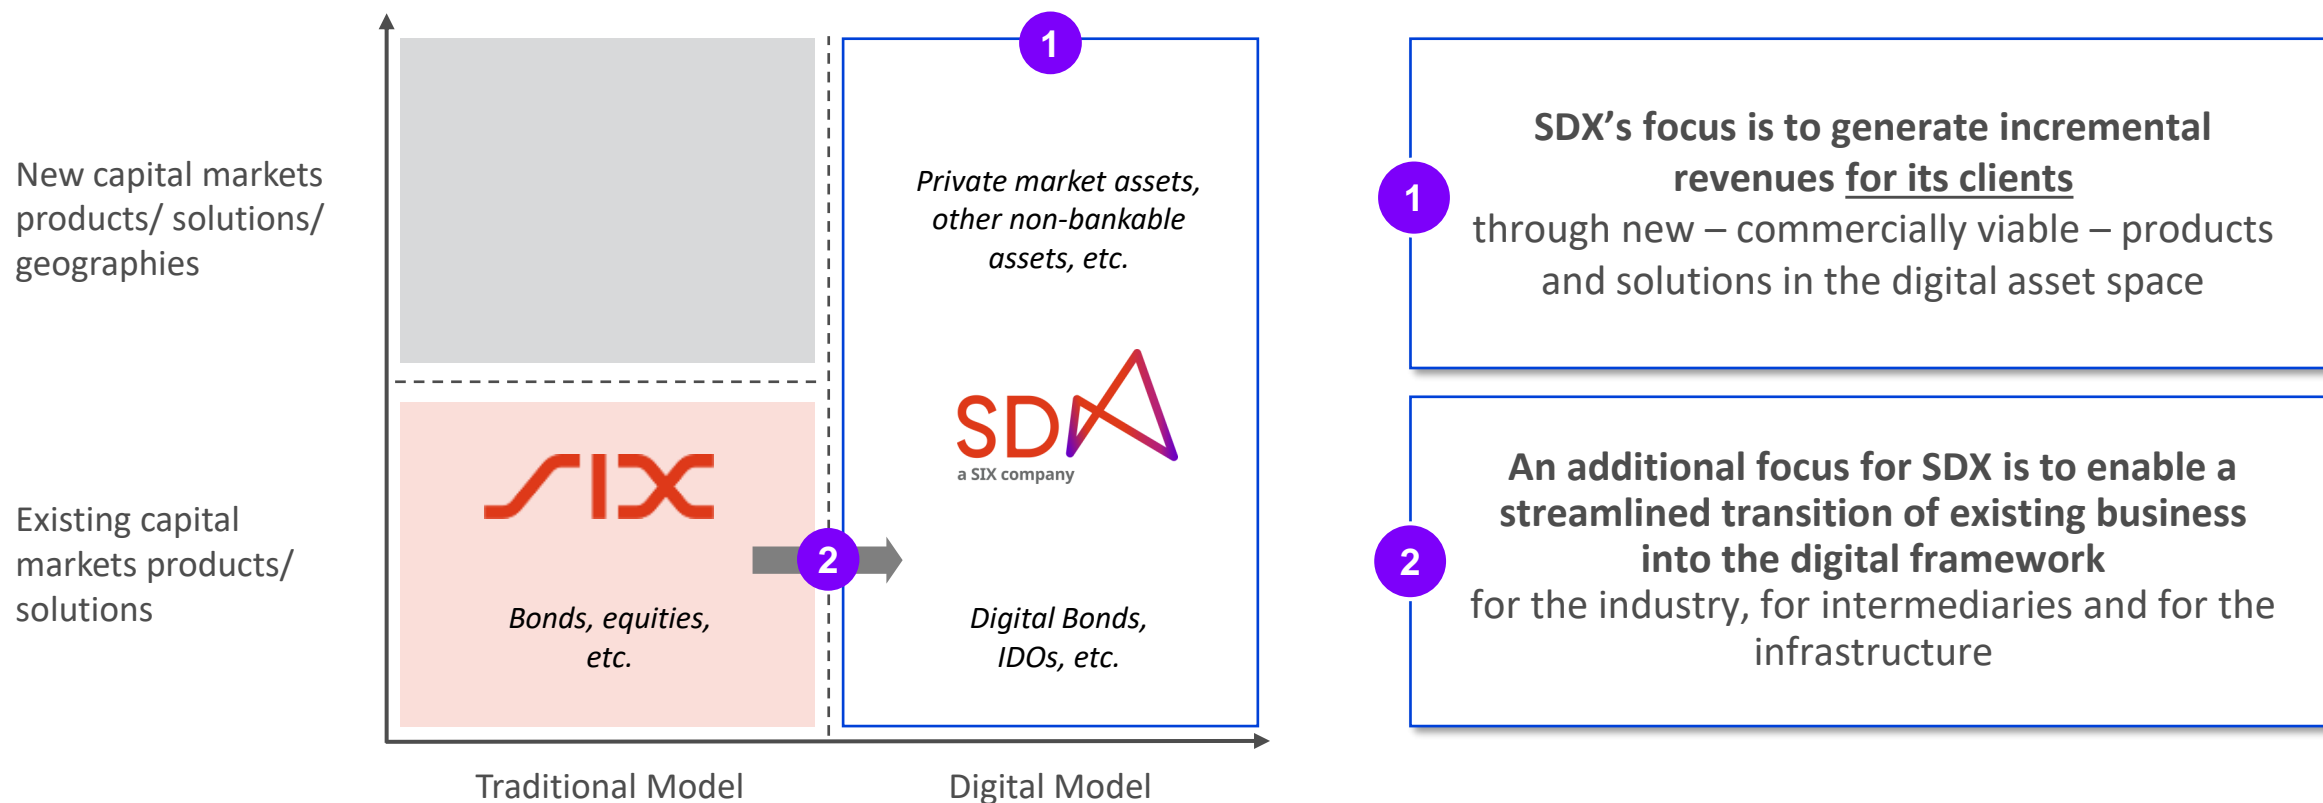 New capital markets
products/ solutions/
geographies
Existing capital
markets products/
solutions
1
Private market assets,
other non-bankable
assets, etc.
SDX
a SIX company
SIX
2
Bonds, equities,
etc.
Digital Bonds,
IDOs, etc.
Traditional Model
Digital Model
1
SDX’s focus is to generate incremental
revenues for its clients
through new – commercially viable – products
and solutions in the digital asset space
2
An additional focus for SDX is to enable a
streamlined transition of existing business
into the digital framework
for the industry, for intermediaries and for the
infrastructure